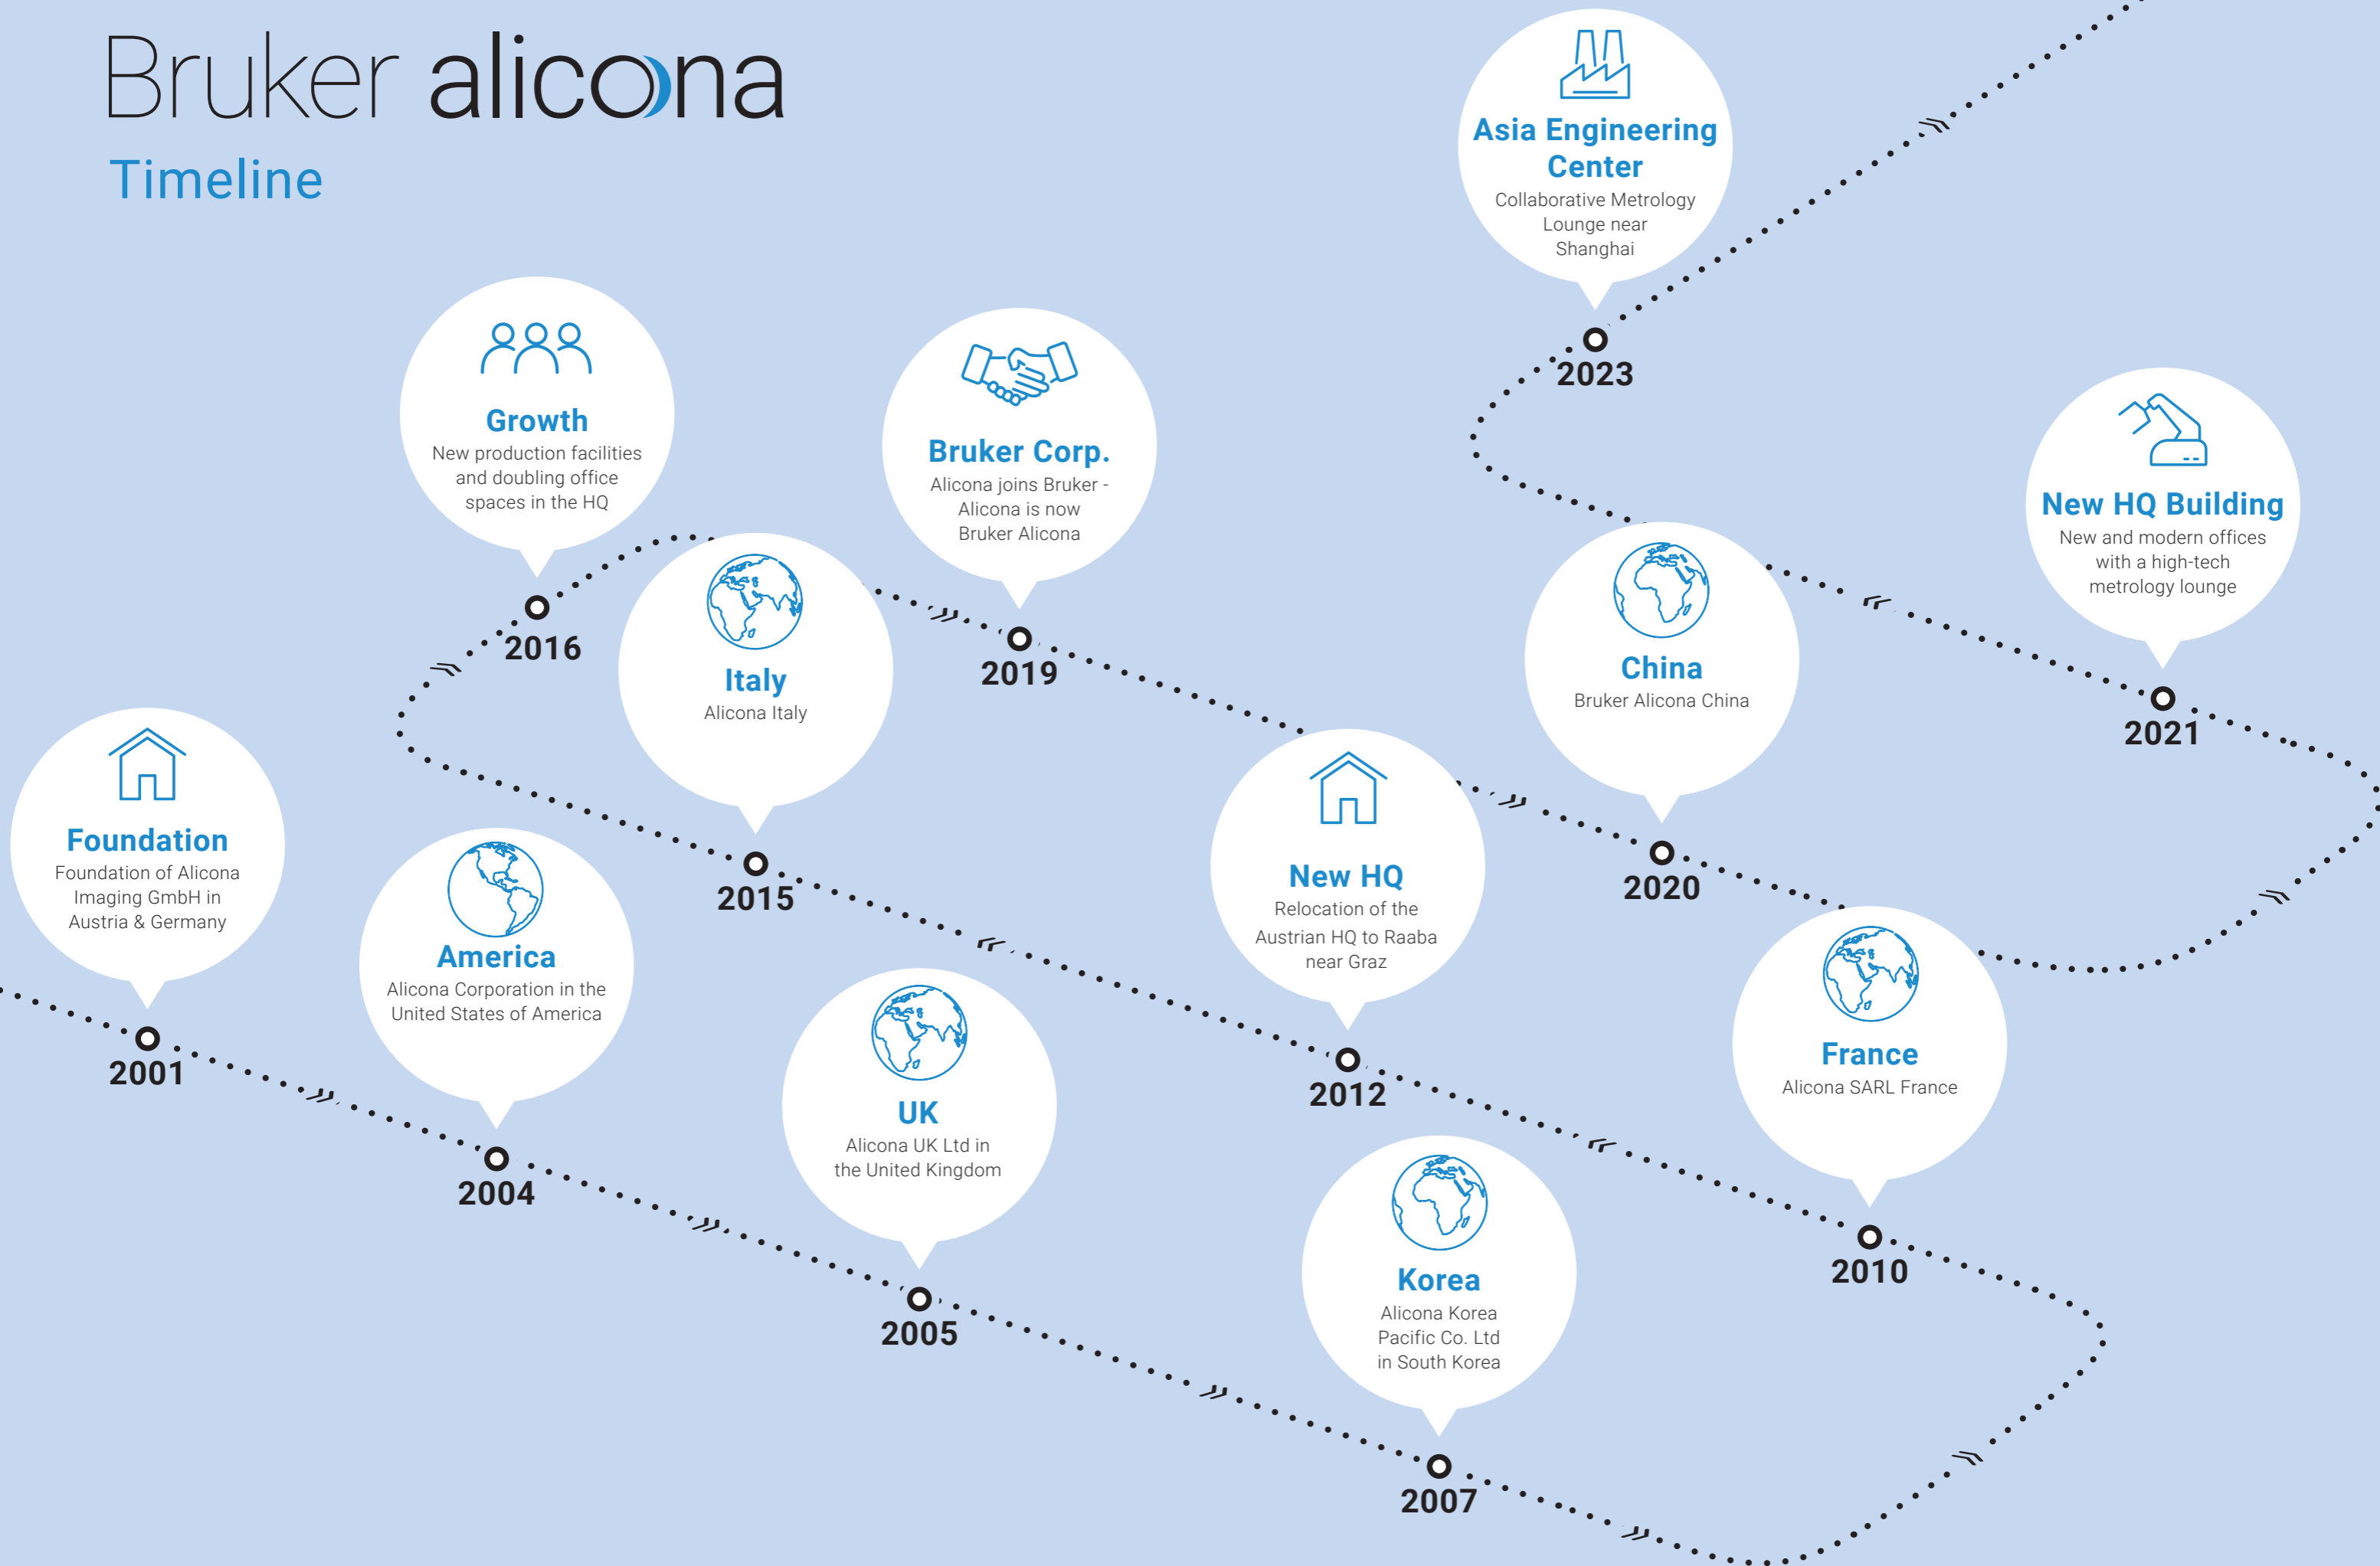 Bruker alicona
Timeline
Foundation
Foundation of Alicona
Imaging GmbH in
Austria & Germany
2001
America
Alicona Corporation in the
United States of America
2004
UK
Alicona UK Ltd in
the United Kingdom
2005
Korea
Alicona Korea
Pacific Co. Ltd
in South Korea
2007
France
Alicona SARL France
2010
New HQ
Relocation of the
Austrian HQ to Raaba
near Graz
2012
Italy
Alicona Italy
2015
Growth
New production facilities
and doubling office
spaces in the HQ
2016
Bruker Corp.
Alicona joins Bruker -
Alicona is now
Bruker Alicona
2019
China
Bruker Alicona China
2020
New HQ Building
New and modern offices
with a high-tech
metrology lounge
2021
Asia Engineering
Center
Collaborative Metrology
Lounge near
Shanghai
2023